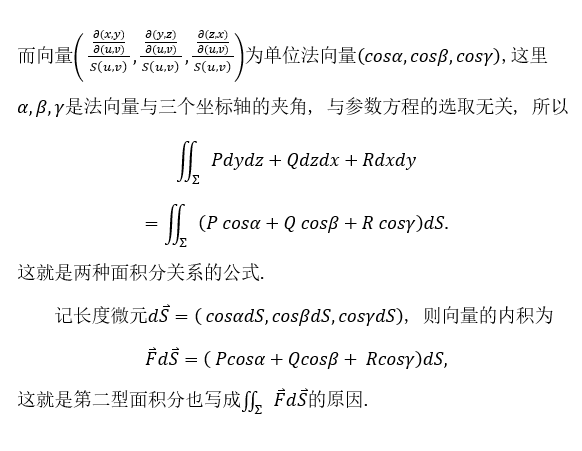 而向量( ∂(x,y)/∂(u,v) / S(u,v) , ∂(y,z)/∂(u,v) / S(u,v) , ∂(z,x)/∂(u,v) / S(u,v) )为单位法向量(cosα,cosβ,cosγ), 这里
α,β,γ是法向量与三个坐标轴的夹角，与参数方程的选取无关，所以
∬_Σ Pdydz + Qdzdx + Rdxdy
= ∬_Σ (P cosα + Q cosβ + R cosγ)dS.
这就是两种面积分关系的公式.
记长度微元dS⃗ = ( cosαdS, cosβdS, cosγdS)，则向量的内积为
F⃗dS⃗ = ( Pcosα + Qcosβ + Rcosγ)dS,
这就是第二型面积分也写成∬_Σ F⃗dS⃗的原因.